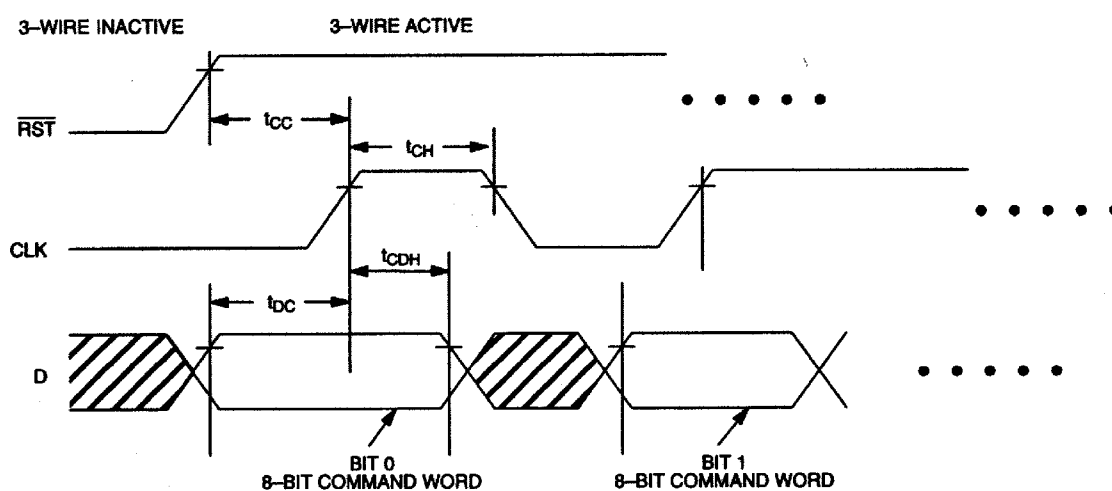 3–WIRE INACTIVE
3–WIRE ACTIVE
RST
tCC
tCH
CLK
tCDH
tDC
D
BIT 0
8–BIT COMMAND WORD
BIT 1
8–BIT COMMAND WORD